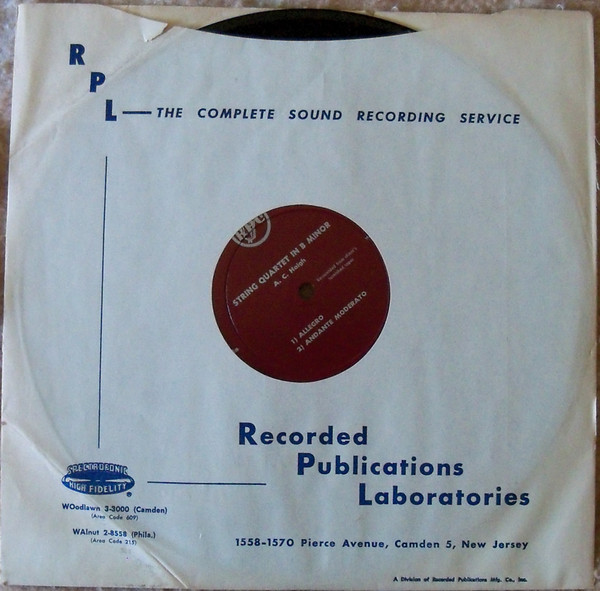 R
P
L — THE COMPLETE SOUND RECORDING SERVICE
RPC
STRING QUARTET IN B MINOR
A. C. Haigh
1) ALLEGRO
2) ANDANTE MODERATO
Recorded
Publications
Laboratories
RECORDOSONIC
HIGH FIDELITY
WOodlawn 3-3000 (Camden)
(Area Code 609)
WAlnut 2-8558 (Phila.)
(Area Code 215)
1558-1570 Pierce Avenue, Camden 5, New Jersey
A Division of Recorded Publications Mfg. Co., Inc.